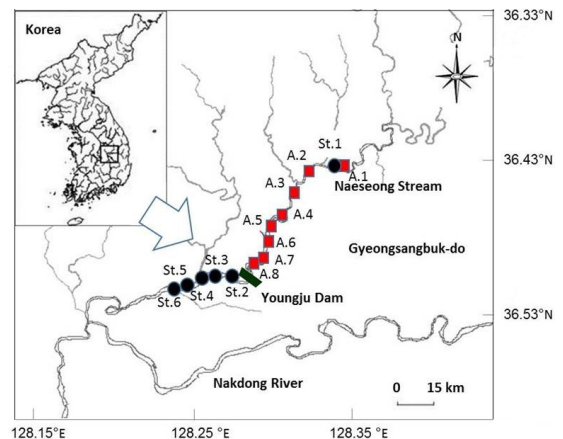 Korea
36.33°N
N
St.1
36.43°N
A.2
A.1
A.3
Naeseong Stream
A.4
A.5
A.6
Gyeongsangbuk-do
A.7
St.3
A.8
St.5
St.4
St.2
St.6
Youngju Dam
36.53°N
Nakdong River
0 15 km
128.15°E
128.25°E
128.35 °E